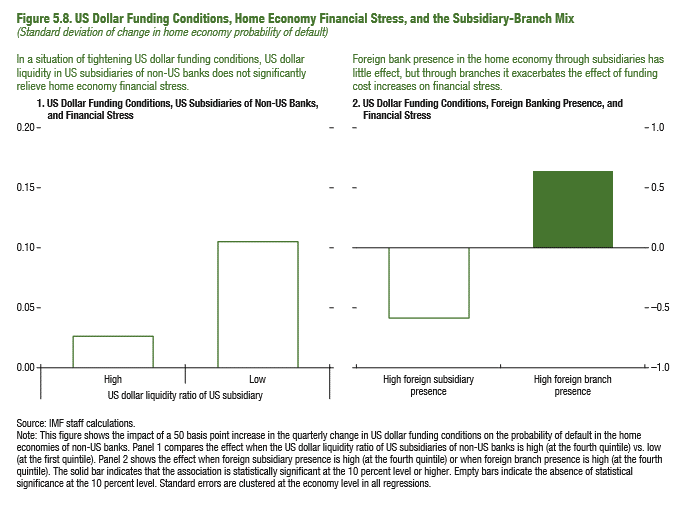 Figure 5.8. US Dollar Funding Conditions, Home Economy Financial Stress, and the Subsidiary-Branch Mix
(Standard deviation of change in home economy probability of default)
In a situation of tightening US dollar funding conditions, US dollar
liquidity in US subsidiaries of non-US banks does not significantly
relieve home economy financial stress.
1. US Dollar Funding Conditions, US Subsidiaries of Non-US Banks,
and Financial Stress
0.20
0.15
0.10
0.05
0.00
High
Low
US dollar liquidity ratio of US subsidiary
Foreign bank presence in the home economy through subsidiaries has
little effect, but through branches it exacerbates the effect of funding
cost increases on financial stress.
2. US Dollar Funding Conditions, Foreign Banking Presence, and
Financial Stress
1.0
0.5
0.0
–0.5
–1.0
High foreign subsidiary
presence
High foreign branch
presence
Source: IMF staff calculations.
Note: This figure shows the impact of a 50 basis point increase in the quarterly change in US dollar funding conditions on the probability of default in the home
economies of non-US banks. Panel 1 compares the effect when the US dollar liquidity ratio of US subsidiaries of non-US banks is high (at the fourth quintile) vs. low
(at the first quintile). Panel 2 shows the effect when foreign subsidiary presence is high (at the fourth quintile) or when foreign branch presence is high (at the fourth
quintile). The solid bar indicates that the association is statistically significant at the 10 percent level or higher. Empty bars indicate the absence of statistical
significance at the 10 percent level. Standard errors are clustered at the economy level in all regressions.